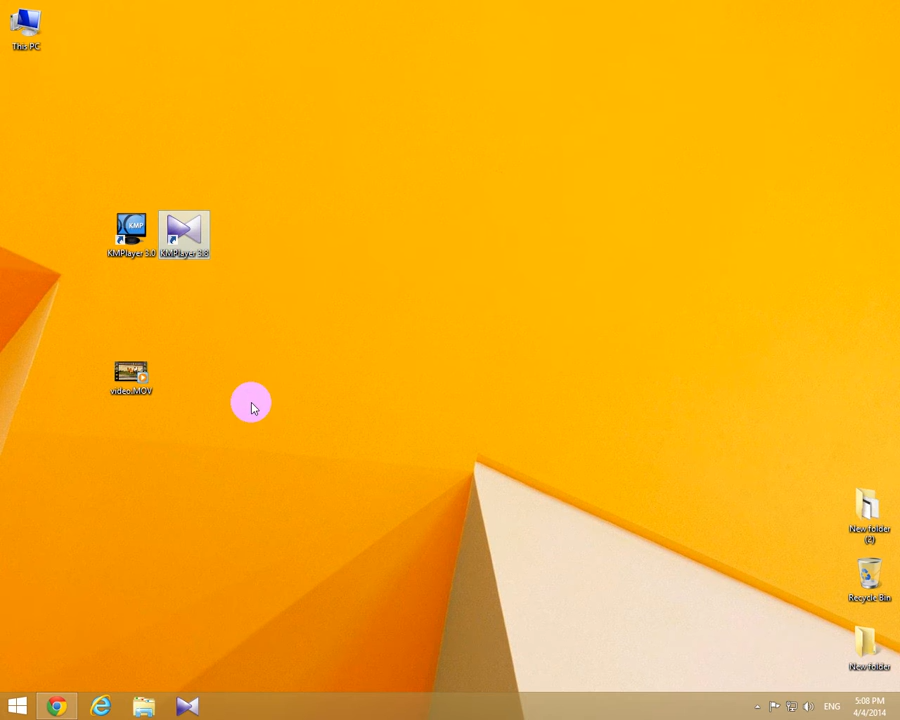 This PC
KMP
KMPlayer 3.0
KMPlayer 3.8
video.MOV
New folder
(2)
Recycle Bin
New folder
ENG
5:08 PM
4/4/2014